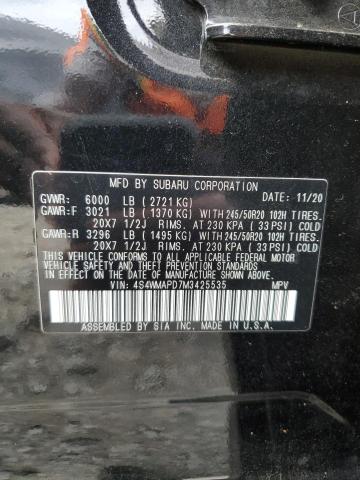 MFD BY SUBARU CORPORATION
GVWR: 6000 LB ( 2721 KG) DATE: 11/20
GAWR:F 3021 LB ( 1370 KG) WITH 245/50R20 102H TIRES.
20X7 1/2J RIMS. AT 230 KPA ( 33 PSI) COLD
GAWR:R 3296 LB ( 1495 KG) WITH 245/50R20 102H TIRES.
20X7 1/2J RIMS. AT 230 KPA ( 33 PSI) COLD
THIS VEHICLE CONFORMS TO ALL APPLICABLE
FEDERAL MOTOR VEHICLE SAFETY AND THEFT
PREVENTION STANDARDS IN EFFECT ON THE DATE OF
MANUFACTURE SHOWN ABOVE.
VIN: 4S4WMAPD7M3425535 MPV
ASSEMBLED BY SIA INC. MADE IN U.S.A.